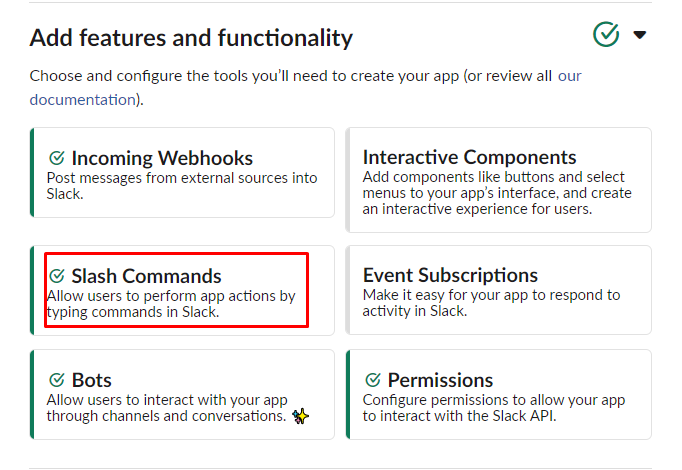 Add features and functionality
Choose and configure the tools you'll need to create your app (or review all our
documentation).
Incoming Webhooks
Post messages from external sources into
Slack.
Interactive Components
Add components like buttons and select
menus to your app's interface, and create
an interactive experience for users.
Slash Commands
Allow users to perform app actions by
typing commands in Slack.
Event Subscriptions
Make it easy for your app to respond to
activity in Slack.
Bots
Allow users to interact with your app
through channels and conversations. ✨
Permissions
Configure permissions to allow your app
to interact with the Slack API.